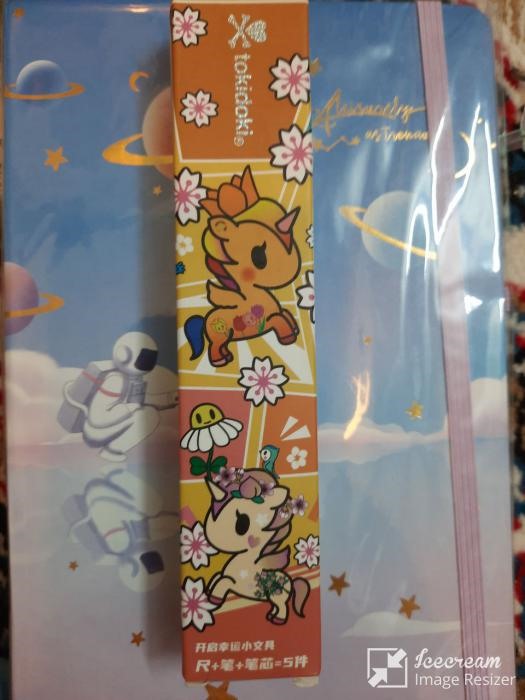 tokidoki
开启幸运小文具
尺+笔+笔芯=5件
Icecream
Image Resizer